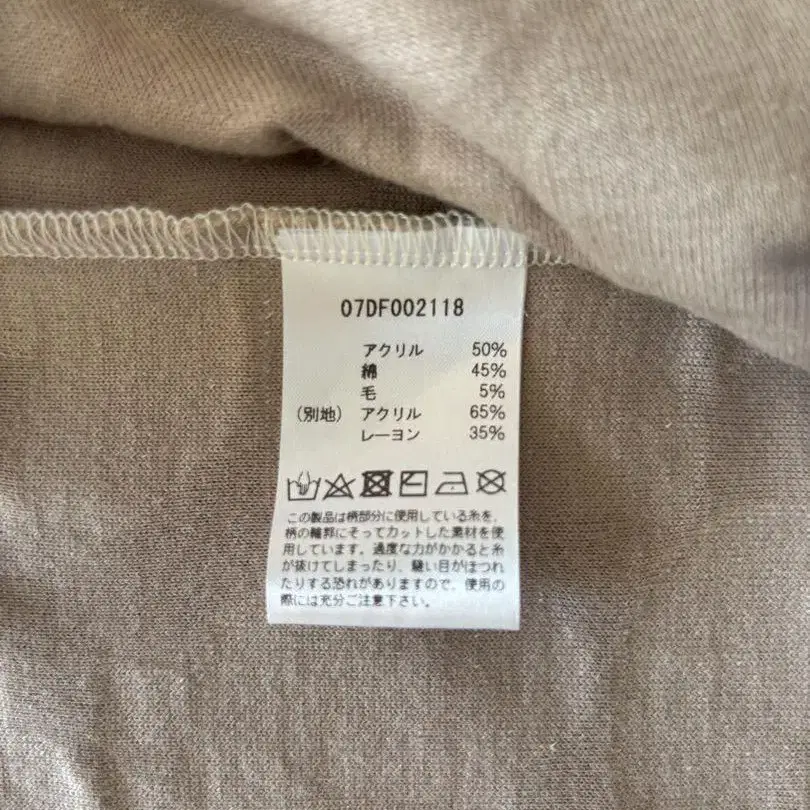 07DF002118
アクリル 50%
綿 45%
毛 5%
(別地) アクリル 65%
レーヨン 35%
この製品は柄部分に使用している糸を、
柄の輪郭にそってカットした素材を使
用しています。過度な力がかかると糸
が抜けてしまったり、縫い目がほつれ
たりする恐れがありますので、使用の
際には充分ご注意下さい。